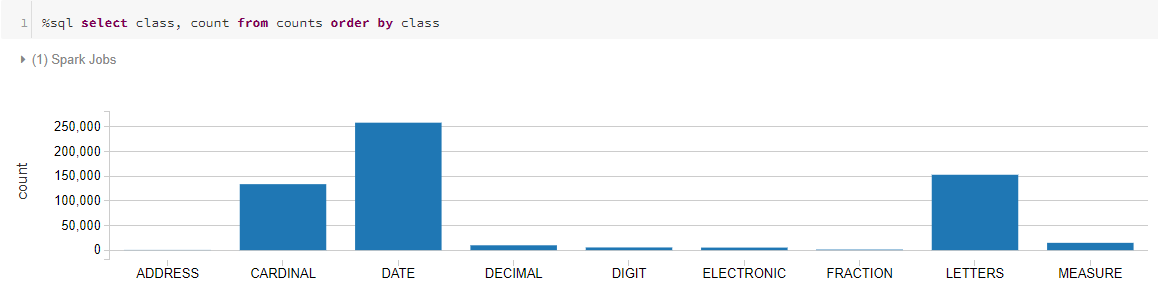 1 %sql select class, count from counts order by class
(1) Spark Jobs
250,000
200,000
150,000
100,000
50,000
0
count
ADDRESS CARDINAL DATE DECIMAL DIGIT ELECTRONIC FRACTION LETTERS MEASURE